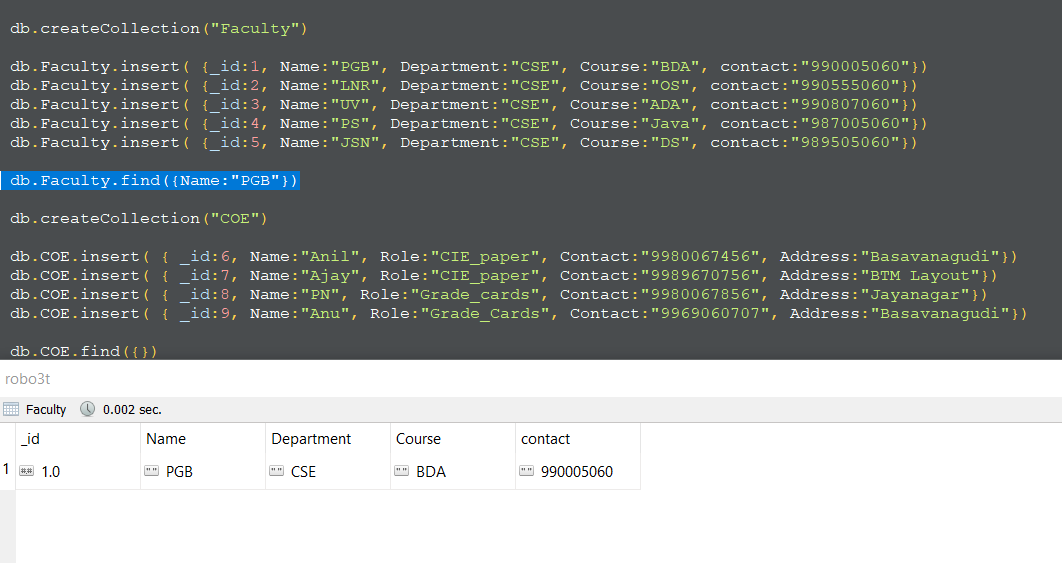 db.createCollection("Faculty")
db.Faculty.insert( {_id:1, Name:"PGB", Department:"CSE", Course:"BDA", contact:"990005060"})
db.Faculty.insert( {_id:2, Name:"LNR", Department:"CSE", Course:"OS", contact:"990555060"})
db.Faculty.insert( {_id:3, Name:"UV", Department:"CSE", Course:"ADA", contact:"990807060"})
db.Faculty.insert( {_id:4, Name:"PS", Department:"CSE", Course:"Java", contact:"987005060"})
db.Faculty.insert( {_id:5, Name:"JSN", Department:"CSE", Course:"DS", contact:"989505060"})
db.Faculty.find({Name:"PGB"})
db.createCollection("COE")
db.COE.insert( { _id:6, Name:"Anil", Role:"CIE_paper", Contact:"9980067456", Address:"Basavanagudi"})
db.COE.insert( { _id:7, Name:"Ajay", Role:"CIE_paper", Contact:"9989670756", Address:"BTM Layout"})
db.COE.insert( { _id:8, Name:"PN", Role:"Grade_cards", Contact:"9980067856", Address:"Jayanagar"})
db.COE.insert( { _id:9, Name:"Anu", Role:"Grade_Cards", Contact:"9969060707", Address:"Basavanagudi"})
db.COE.find({})
robo3t
Faculty 0.002 sec.
_id Name Department Course contact
1 ## 1.0 "" PGB "" CSE "" BDA "" 990005060